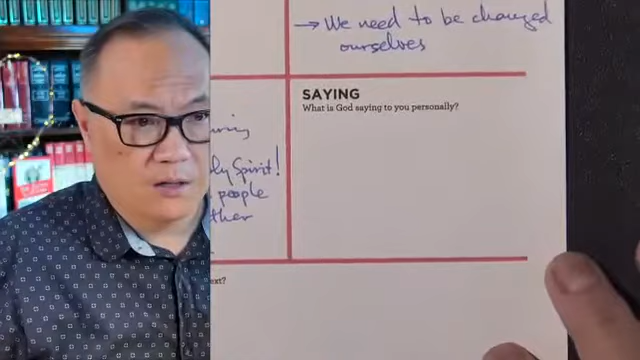 → We need to be changed
ourselves
SAYING
What is God saying to you personally?
ly Spirit!
people
ther
ext?